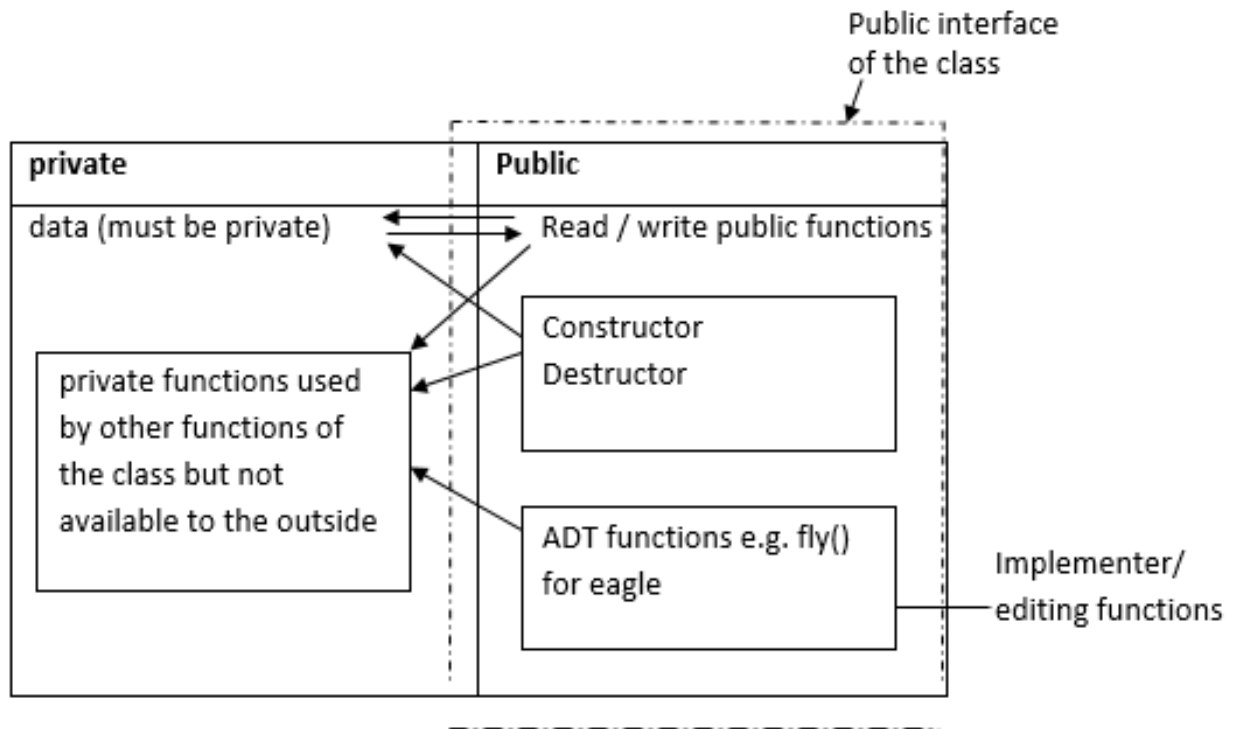 Public interface
of the class
private
Public
data (must be private)
Read / write public functions
Constructor
Destructor
private functions used
by other functions of
the class but not
available to the outside
ADT functions e.g. fly()
for eagle
Implementer/
editing functions